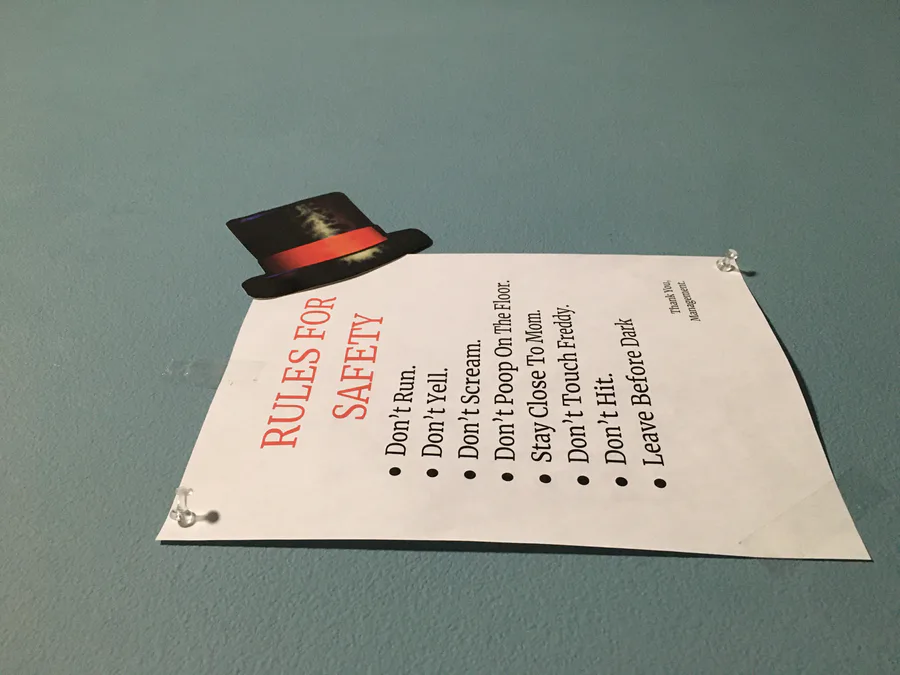 RULES FOR
SAFETY
• Don't Run.
• Don't Yell.
• Don't Scream.
• Don't Poop On The Floor.
• Stay Close To Mom.
• Don't Touch Freddy.
• Don't Hit.
• Leave Before Dark
Thank You,
Management.